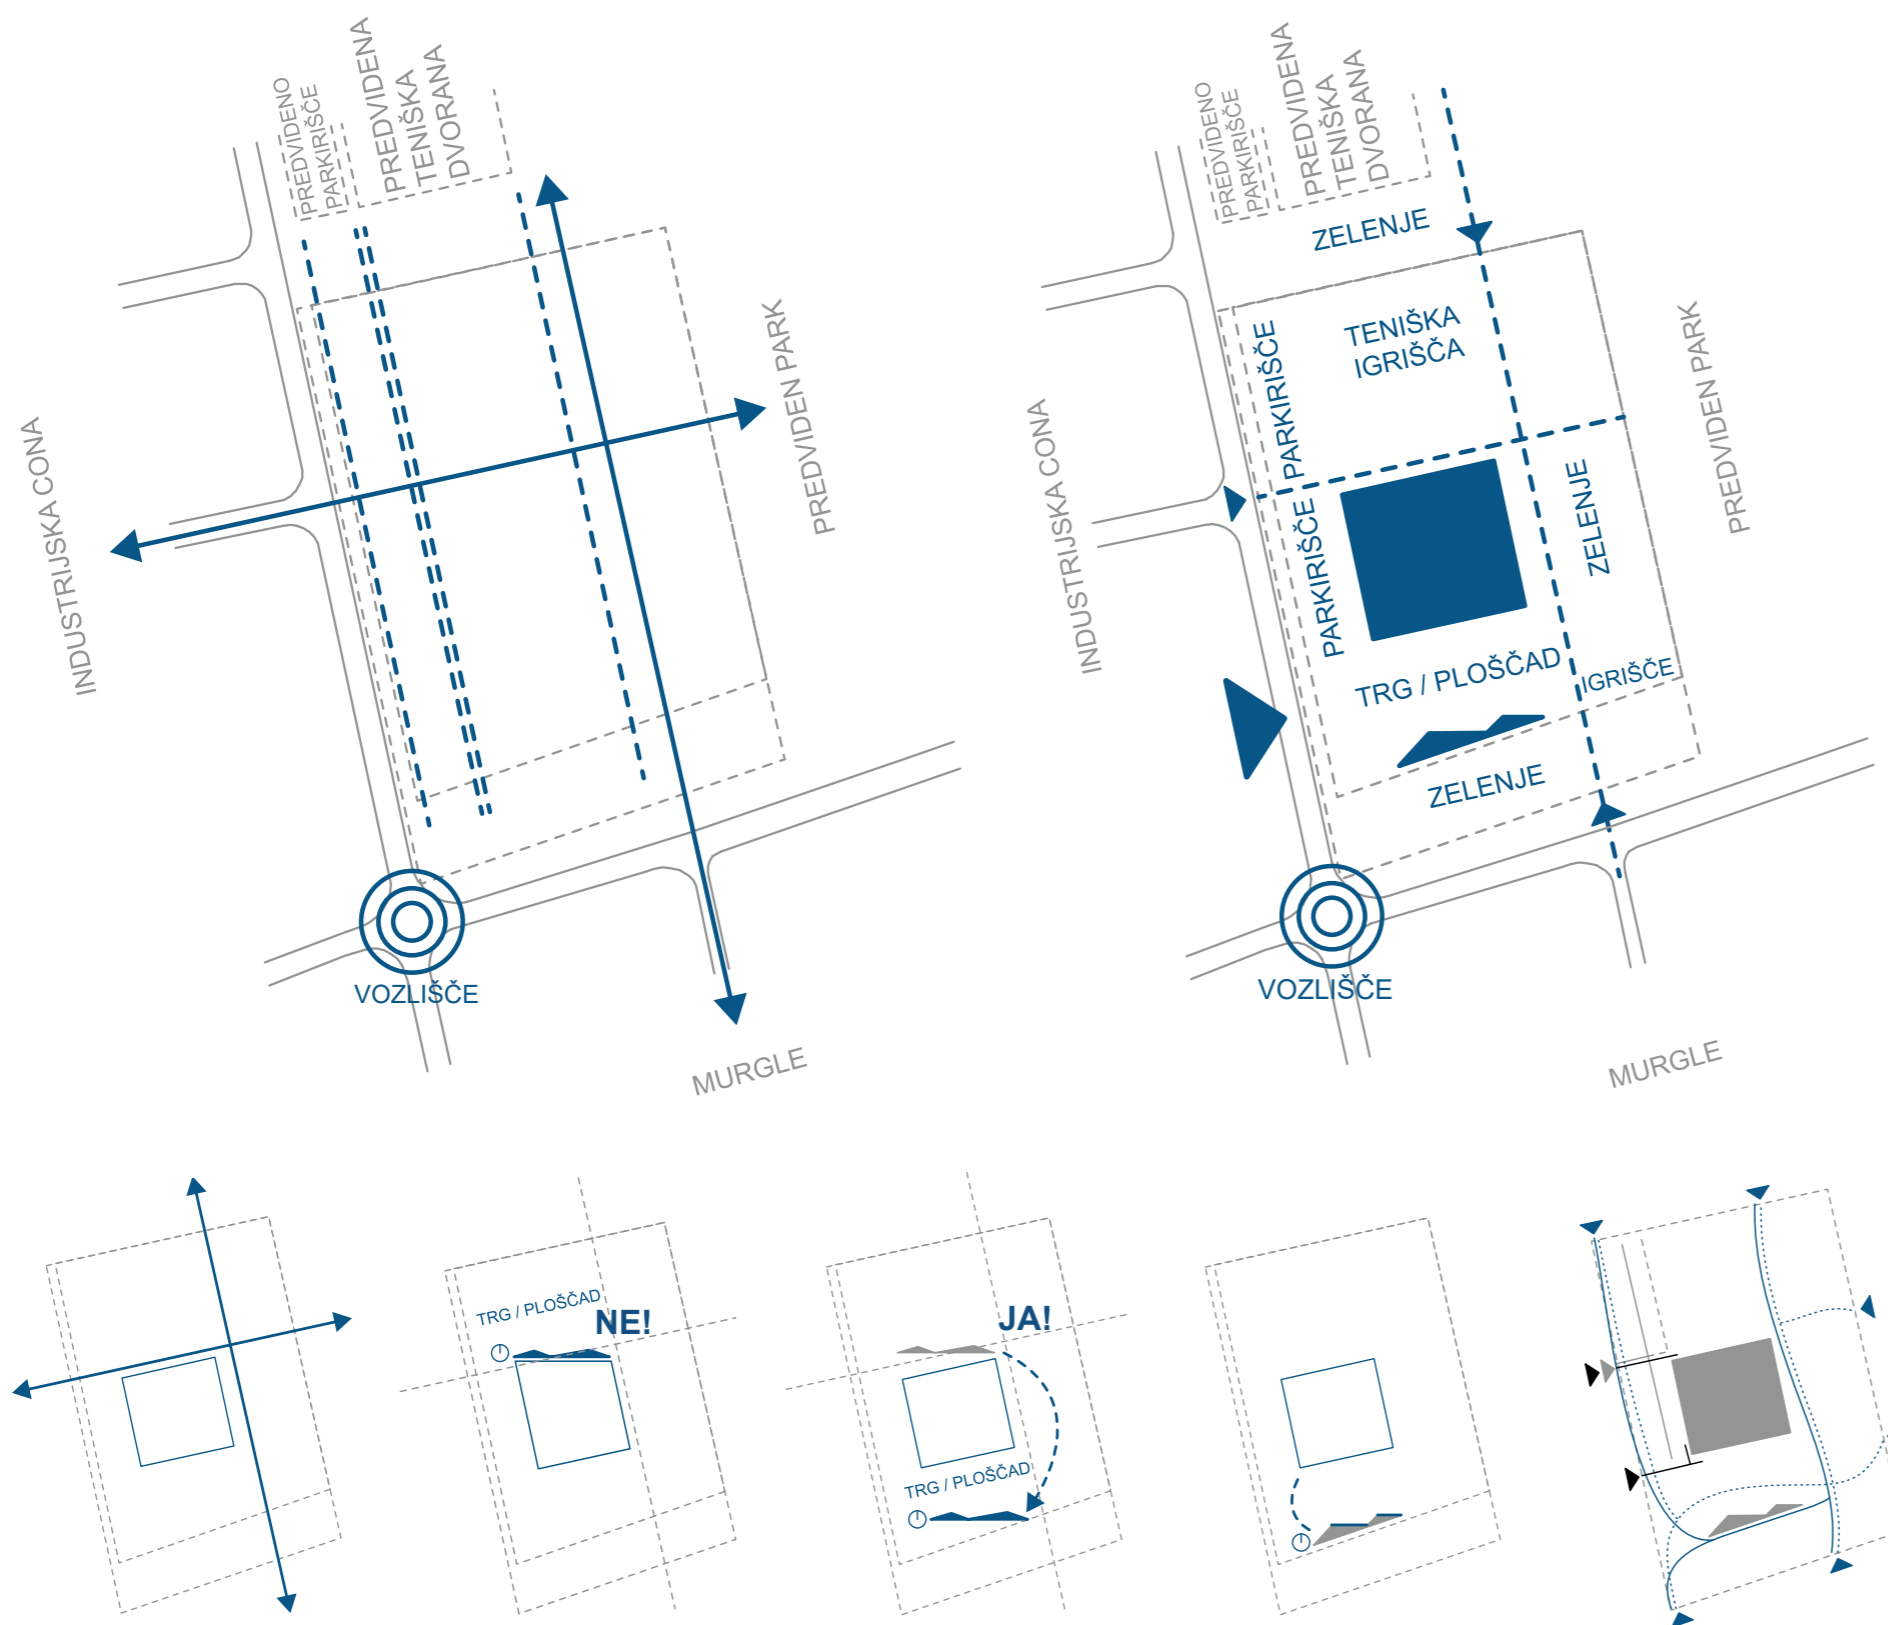 PREDVIDENO
PARKIRIŠČE
PREDVIDENA
TENIŠKA
DVORANA
INDUSTRIJSKA CONA
PREDVIDEN PARK
VOZLIŠČE
MURGLE
PREDVIDENO
PARKIRIŠČE
PREDVIDENA
TENIŠKA
DVORANA
ZELENJE
TENIŠKA
IGRIŠČA
PARKIRIŠČE
PARKIRIŠČE
INDUSTRIJSKA CONA
PREDVIDEN PARK
ZELENJE
TRG / PLOŠČAD
IGRIŠČE
ZELENJE
VOZLIŠČE
MURGLE
TRG / PLOŠČAD
NE!
JA!
TRG / PLOŠČAD